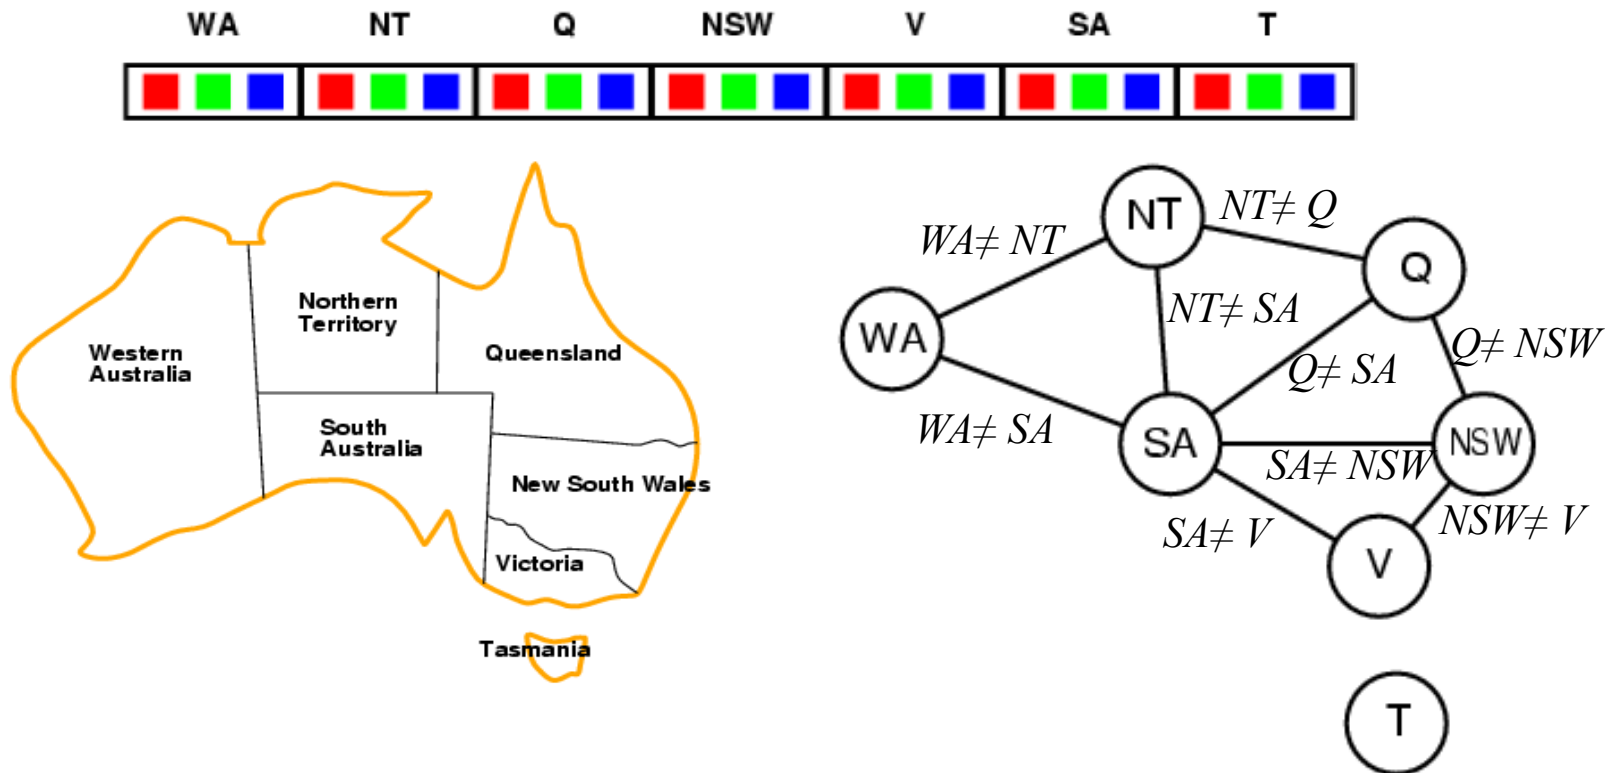 WA NT Q NSW V SA T
Northern
Territory
Western
Australia
Queensland
South
Australia
New South Wales
Victoria
Tasmania
NT
NT≠ Q
WA≠ NT
Q
NT≠ SA
WA
Q≠ NSW
Q≠ SA
WA≠ SA
SA
NSW
SA≠ NSW
SA≠ V
NSW≠ V
V
T